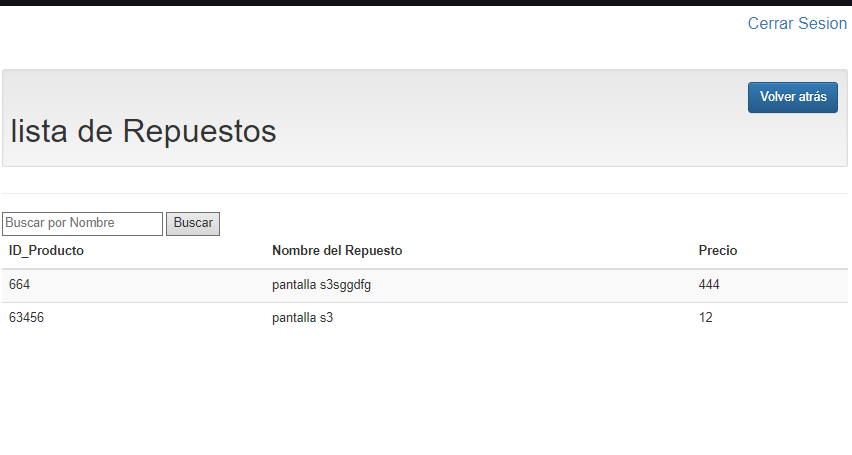 Cerrar Sesion
Volver atrás
lista de Repuestos
Buscar por Nombre Buscar
ID_Producto Nombre del Repuesto Precio
664 pantalla s3sggdfg 444
63456 pantalla s3 12